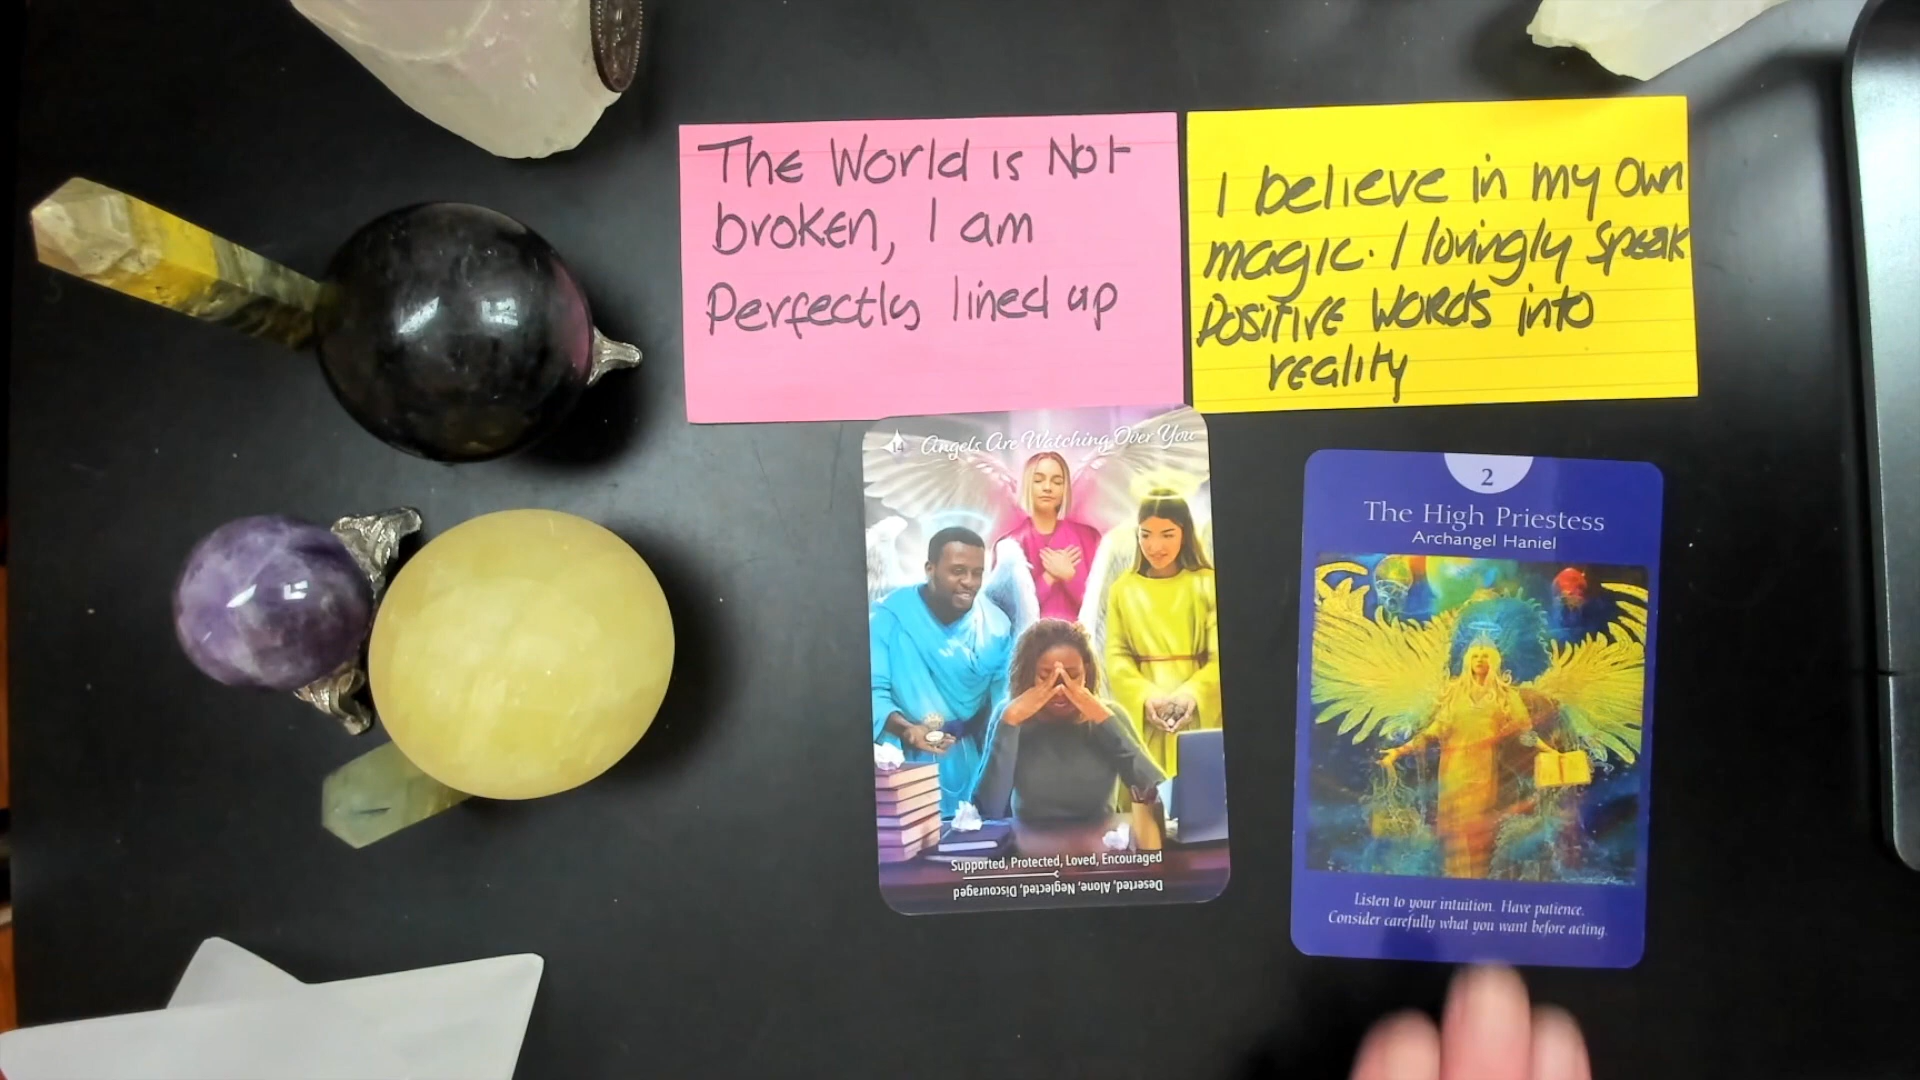 The World is Not
broken, I am
Perfectly lined up
I believe in my own
magic. I lovingly speak
positive words into
reality
14
Angels Are Watching Over You
Supported, Protected, Loved, Encouraged
Deserted, Alone, Neglected, Discouraged
2
The High Priestess
Archangel Haniel
Listen to your intuition. Have patience.
Consider carefully what you want before acting.